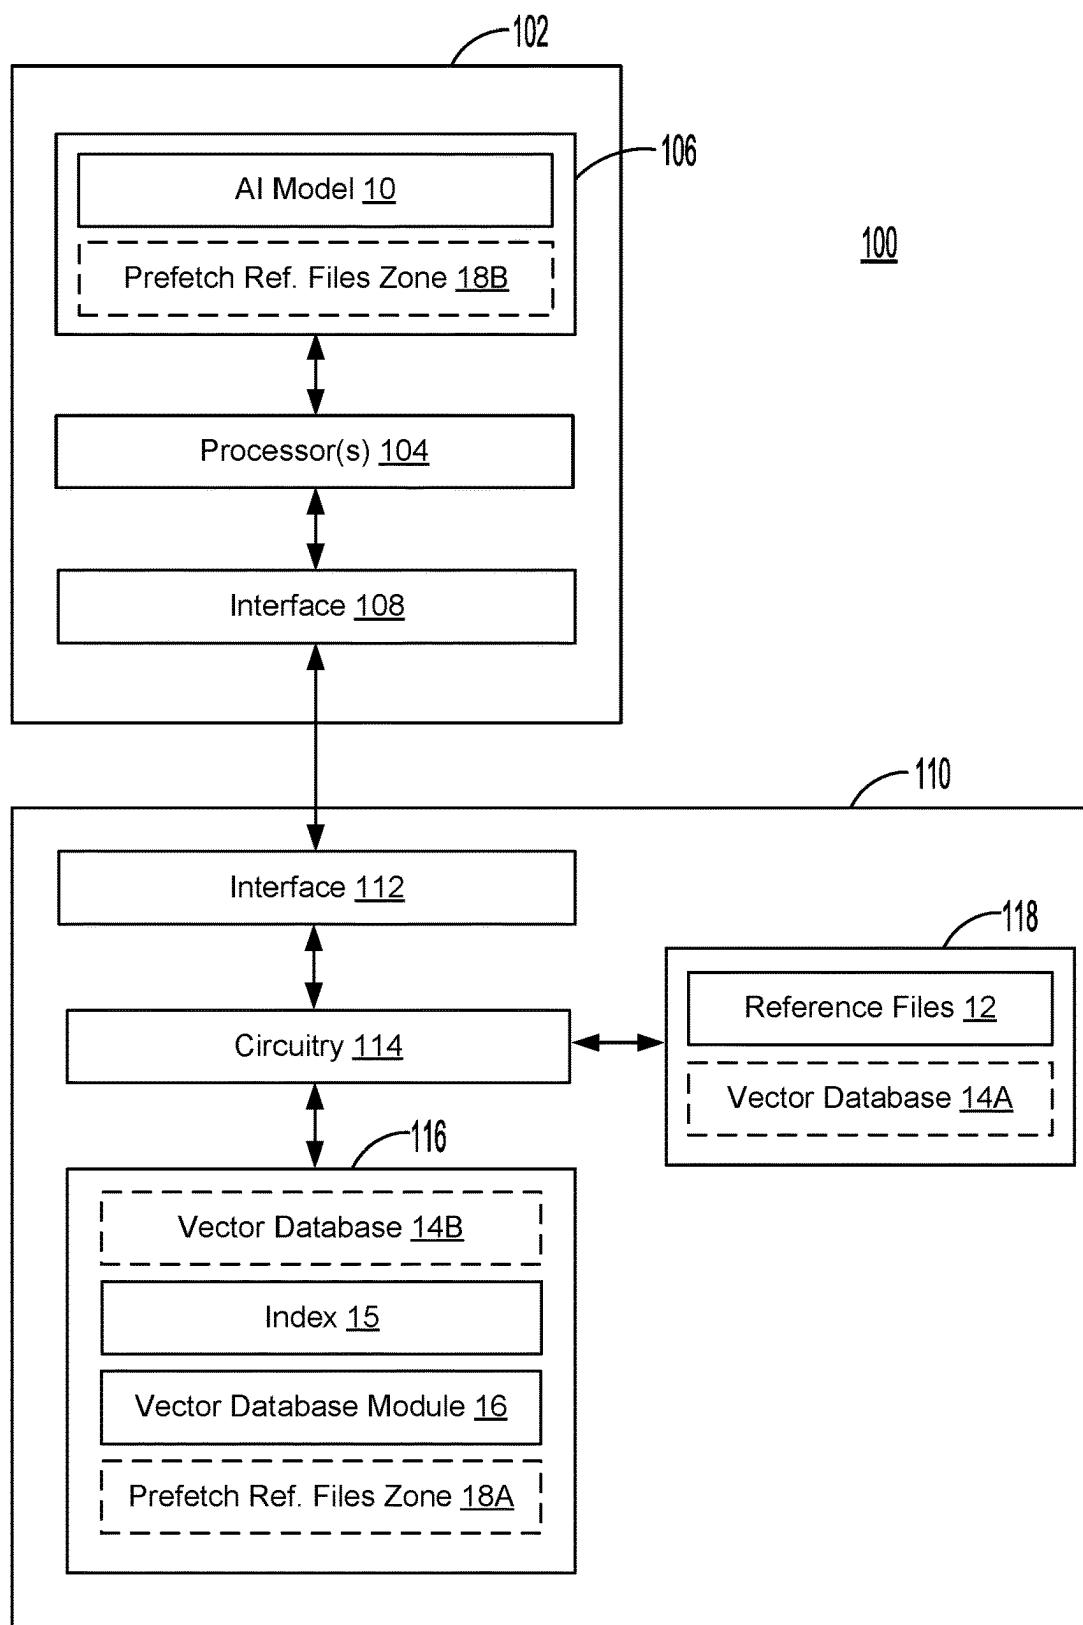 102
106
AI Model 10
100
Prefetch Ref. Files Zone 18B
Processor(s) 104
Interface 108
110
Interface 112
118
Reference Files 12
Circuitry 114
Vector Database 14A
116
Vector Database 14B
Index 15
Vector Database Module 16
Prefetch Ref. Files Zone 18A